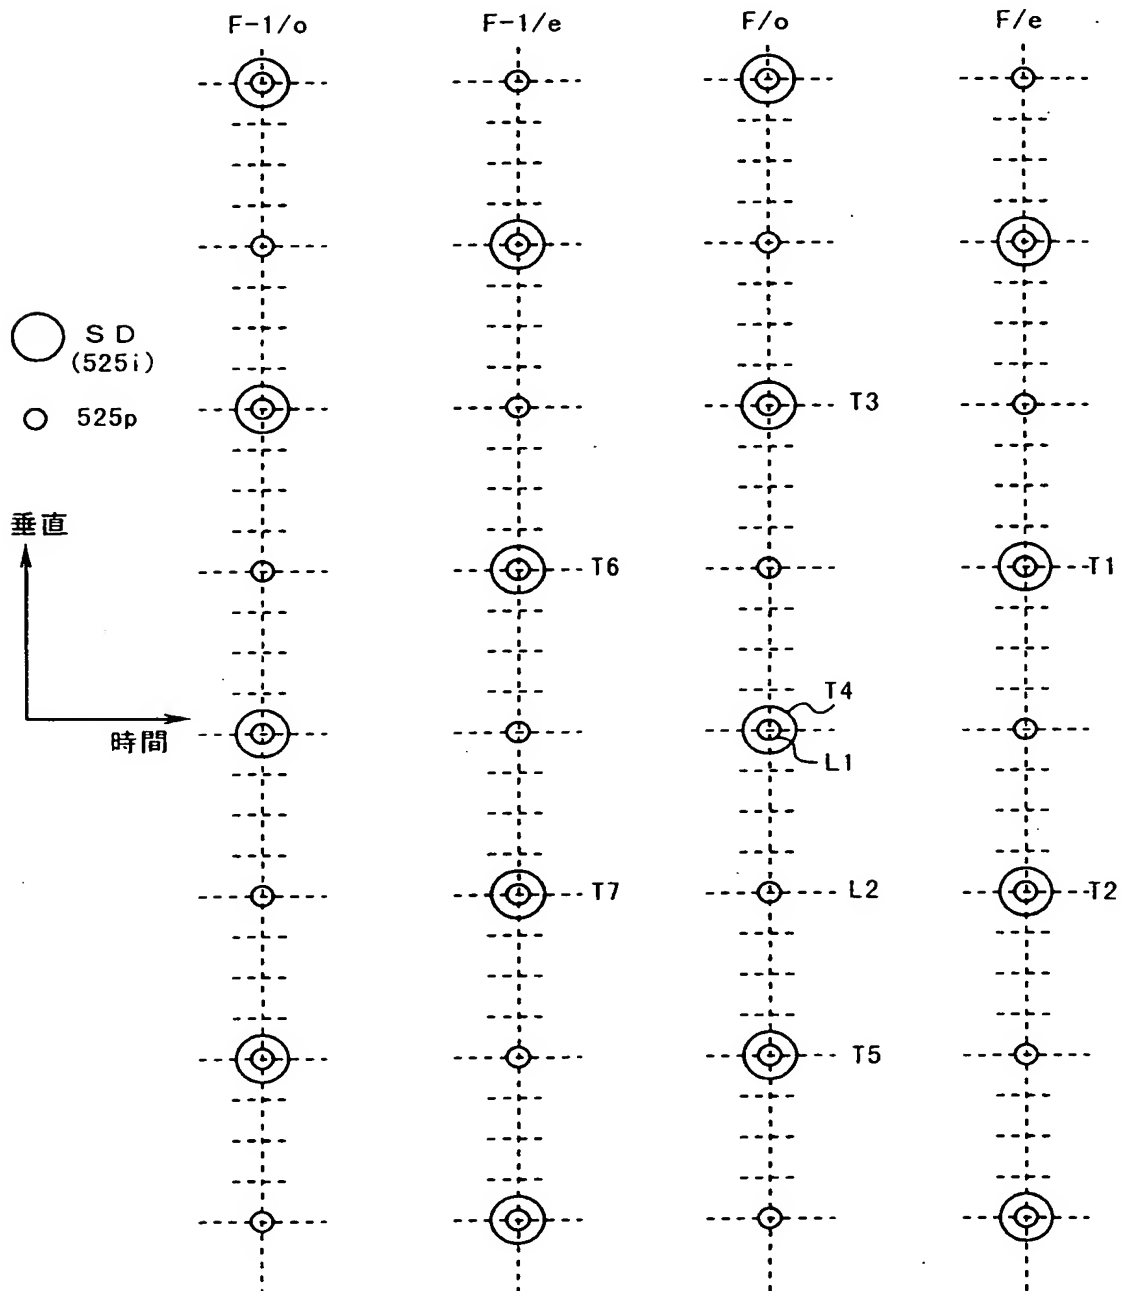 F-1/o F-1/e F/o F/e
SD
(525i)
525p
T3
垂直
T6 T1
T4
時間
L1
T7 L2 T2
T5